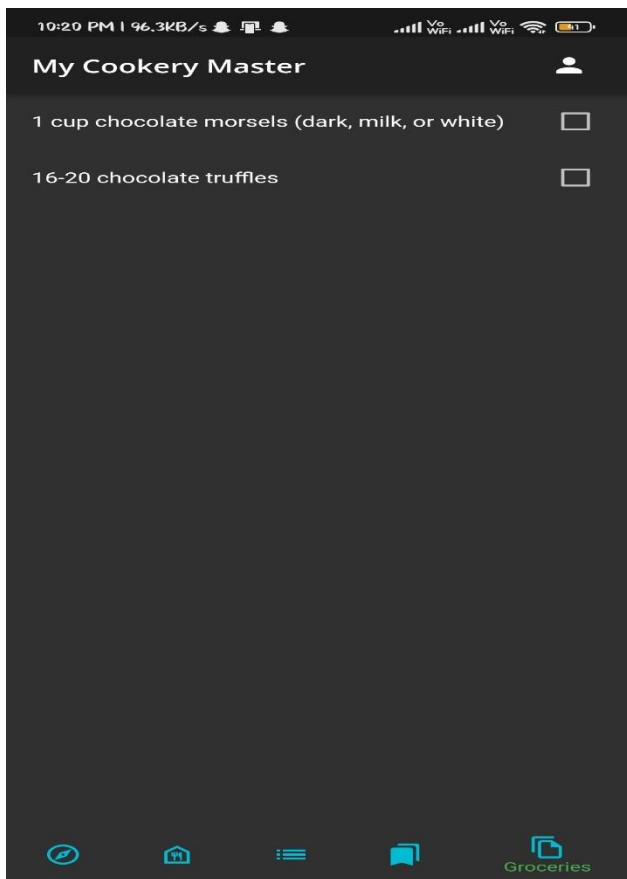 10:20 PM | 96.3KB/s Vo WiFi Vo WiFi 41
My Cookery Master
1 cup chocolate morsels (dark, milk, or white)
16-20 chocolate truffles
Groceries